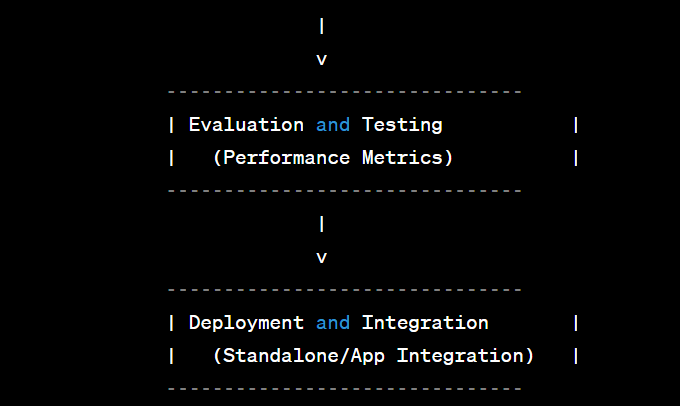 |
v
-------------------------------
| Evaluation and Testing           |
|   (Performance Metrics)          |
-------------------------------
|
v
-------------------------------
| Deployment and Integration       |
|   (Standalone/App Integration)   |
-------------------------------